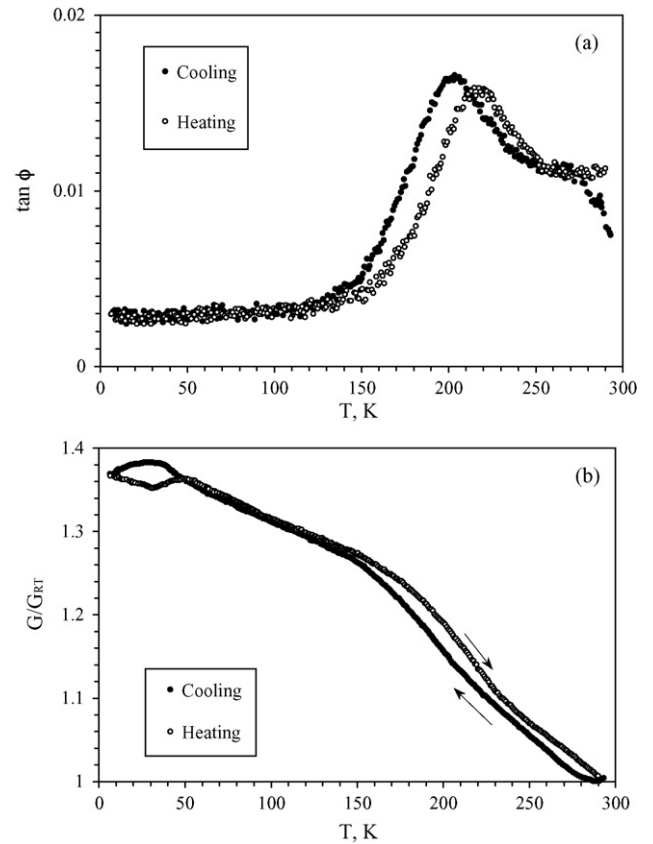 0.02
(a)
Cooling
Heating
tan ϕ
0.01
0
0 50 100 150 200 250 300
T, K
1.4
(b)
1.3
G/G_RT
1.2
Cooling
1.1
Heating
1
0 50 100 150 200 250 300
T, K